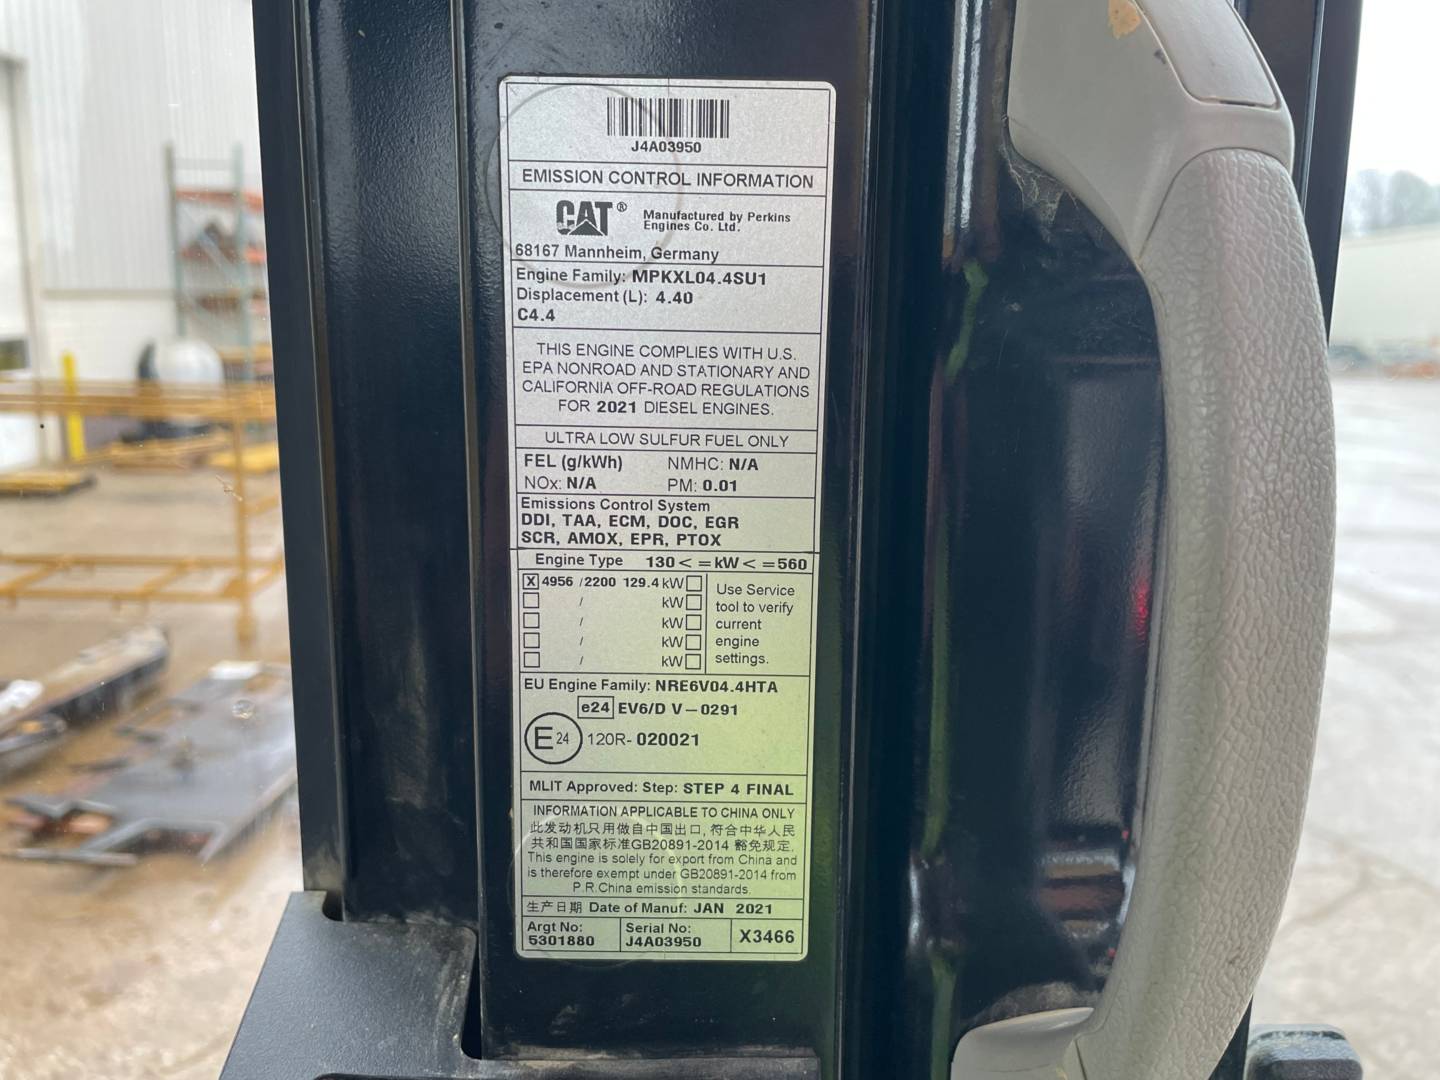 J4A03950
EMISSION CONTROL INFORMATION
CAT® Manufactured by Perkins
Engines Co. Ltd.
68167 Mannheim, Germany
Engine Family: MPKXL04.4SU1
Displacement (L): 4.40
C4.4
THIS ENGINE COMPLIES WITH U.S.
EPA NONROAD AND STATIONARY AND
CALIFORNIA OFF-ROAD REGULATIONS
FOR 2021 DIESEL ENGINES.
ULTRA LOW SULFUR FUEL ONLY
FEL (g/kWh) NMHC: N/A
NOx: N/A PM: 0.01
Emissions Control System
DDI, TAA, ECM, DOC, EGR
SCR, AMOX, EPR, PTOX
Engine Type 130 < = kW < = 560
X 4956 / 2200 129.4 kW
/ kW
/ kW
/ kW
/ kW
Use Service
tool to verify
current
engine
settings.
EU Engine Family: NRE6V04.4HTA
e24 EV6/D V – 0291
E 24 120R- 020021
MLIT Approved: Step: STEP 4 FINAL
INFORMATION APPLICABLE TO CHINA ONLY
此发动机只用做自中国出口, 符合中华人民
共和国国家标准GB20891-2014 豁免规定.
This engine is solely for export from China and
is therefore exempt under GB20891-2014 from
P.R.China emission standards.
生产日期 Date of Manuf: JAN 2021
Argt No:
5301880
Serial No:
J4A03950
X3466